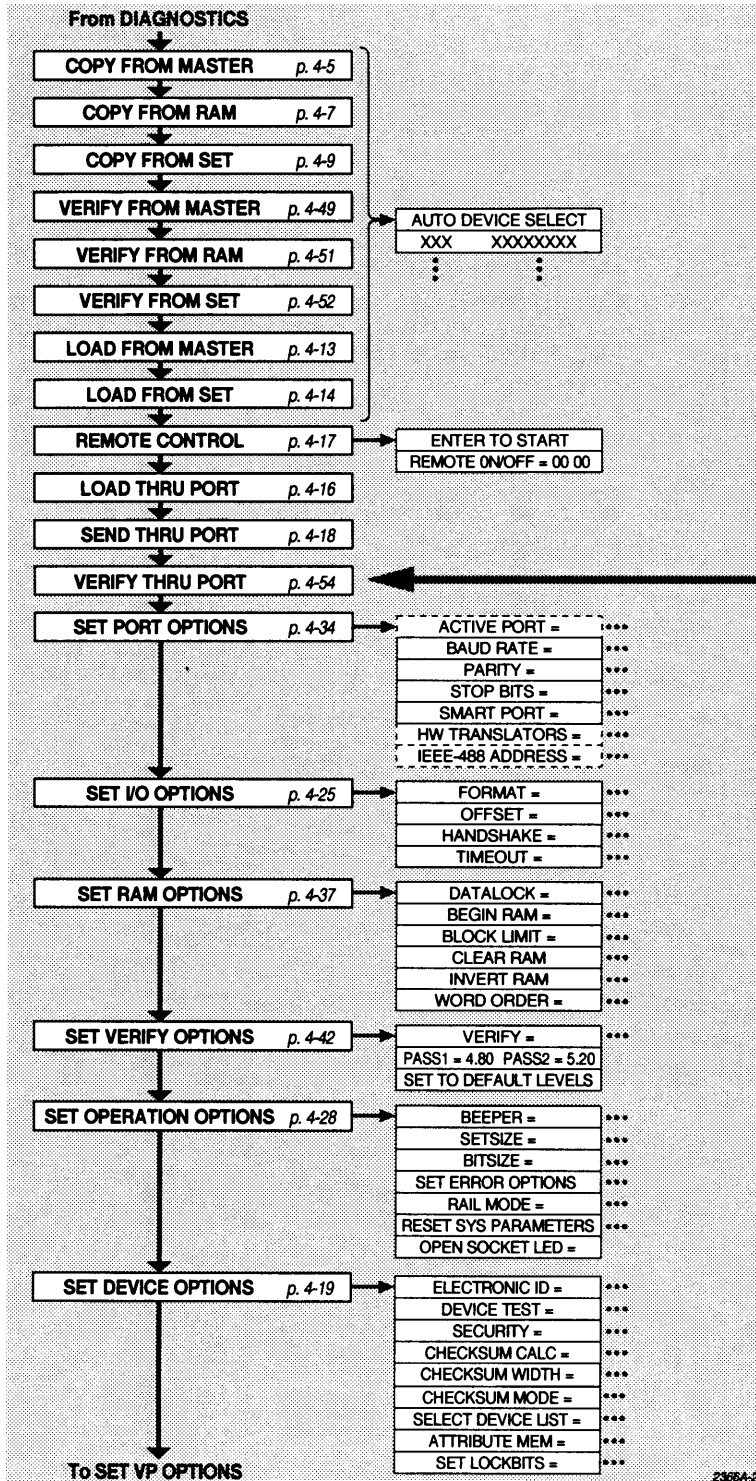 From DIAGNOSTICS
COPY FROM MASTER p. 4-5
COPY FROM RAM p. 4-7
COPY FROM SET p. 4-9
VERIFY FROM MASTER p. 4-49
AUTO DEVICE SELECT
XXX XXXXXXXX
VERIFY FROM RAM p. 4-51
VERIFY FROM SET p. 4-52
LOAD FROM MASTER p. 4-13
LOAD FROM SET p. 4-14
REMOTE CONTROL p. 4-17
ENTER TO START
REMOTE 0N/OFF = 00 00
LOAD THRU PORT p. 4-16
SEND THRU PORT p. 4-18
VERIFY THRU PORT p. 4-54
SET PORT OPTIONS p. 4-34
ACTIVE PORT =
BAUD RATE =
PARITY =
STOP BITS =
SMART PORT =
HW TRANSLATORS =
IEEE-488 ADDRESS =
SET I/O OPTIONS p. 4-25
FORMAT =
OFFSET =
HANDSHAKE =
TIMEOUT =
SET RAM OPTIONS p. 4-37
DATALOCK =
BEGIN RAM =
BLOCK LIMIT =
CLEAR RAM
INVERT RAM
WORD ORDER =
SET VERIFY OPTIONS p. 4-42
VERIFY =
PASS1 = 4.80 PASS2 = 5.20
SET TO DEFAULT LEVELS
SET OPERATION OPTIONS p. 4-28
BEEPER =
SETSIZE =
BITSIZE =
SET ERROR OPTIONS
RAIL MODE =
RESET SYS PARAMETERS
OPEN SOCKET LED =
SET DEVICE OPTIONS p. 4-19
ELECTRONIC ID =
DEVICE TEST =
SECURITY =
CHECKSUM CALC =
CHECKSUM WIDTH =
CHECKSUM MODE =
SELECT DEVICE LIST =
ATTRIBUTE MEM =
SET LOCKBITS =
To SET VP OPTIONS